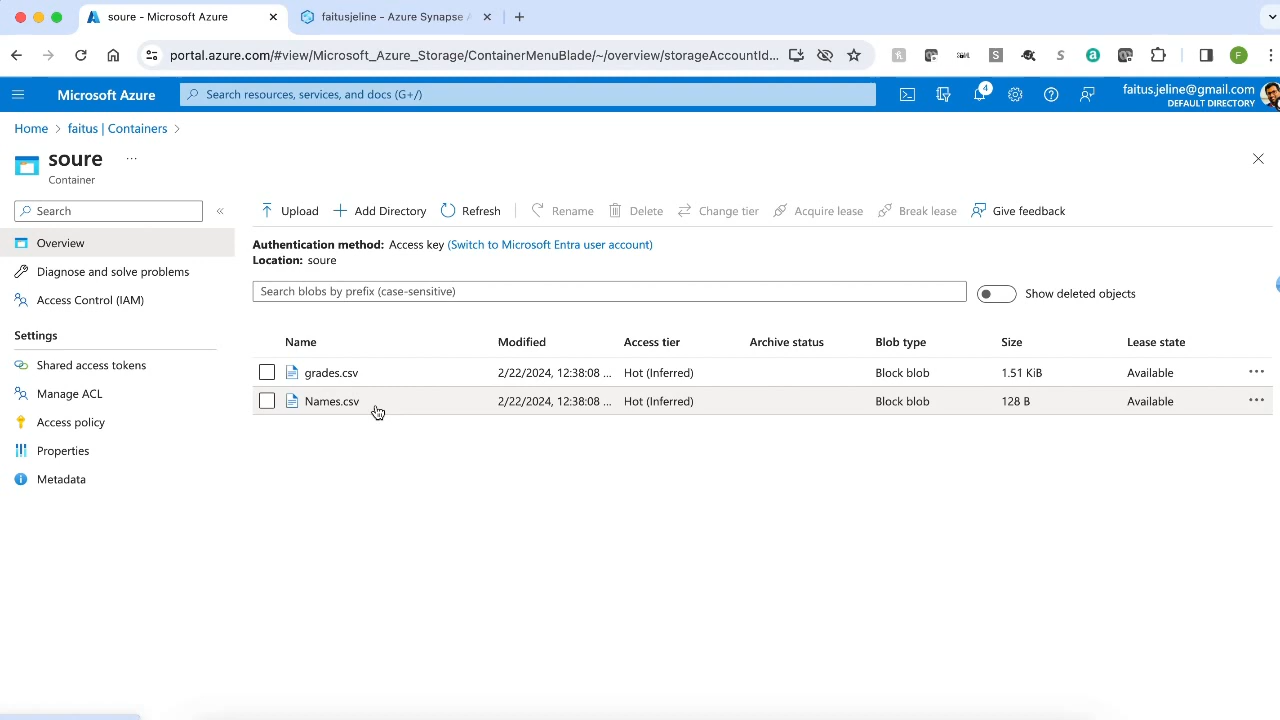 soure - Microsoft Azure
faitusjeline - Azure Synapse A
portal.azure.com/#view/Microsoft_Azure_Storage/ContainerMenuBlade/~/overview/storageAccountId...
F
Microsoft Azure
Search resources, services, and docs (G+/)
4
faitus.jeline@gmail.com
DEFAULT DIRECTORY
Home > faitus | Containers >
soure ...
Container
Search
«
Upload
Add Directory
Refresh
Rename
Delete
Change tier
Acquire lease
Break lease
Give feedback
Overview
Diagnose and solve problems
Access Control (IAM)
Settings
Shared access tokens
Manage ACL
Access policy
Properties
Metadata
Authentication method: Access key (Switch to Microsoft Entra user account)
Location: soure
Search blobs by prefix (case-sensitive)
Show deleted objects
Name Modified Access tier Archive status Blob type Size Lease state
grades.csv 2/22/2024, 12:38:08 ... Hot (Inferred) Block blob 1.51 KiB Available ...
Names.csv 2/22/2024, 12:38:08 ... Hot (Inferred) Block blob 128 B Available ...